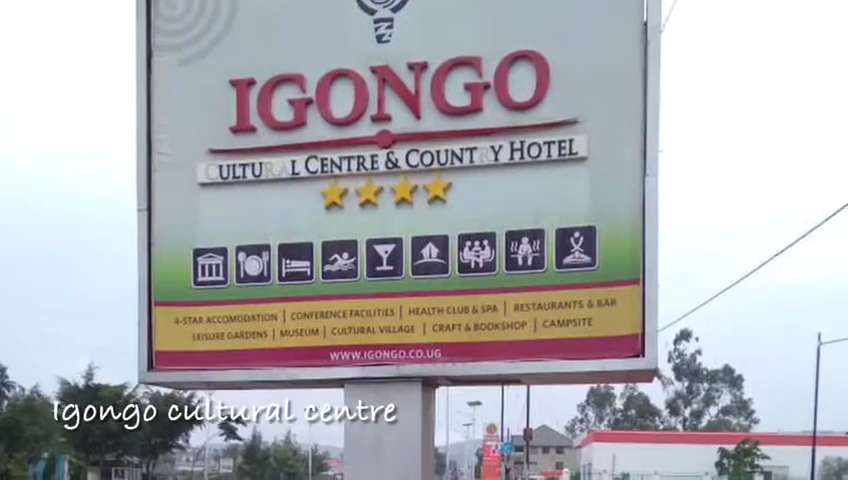 IGONGO
CULTURAL CENTRE & COUNTRY HOTEL
4-STAR ACCOMODATION | CONFERENCE FACILITIES | HEALTH CLUB & SPA | RESTAURANTS & BAR
LEISURE GARDENS | MUSEUM | CULTURAL VILLAGE | CRAFT & BOOKSHOP | CAMPSITE
WWW.IGONGO.CO.UG
Igongo cultural centre